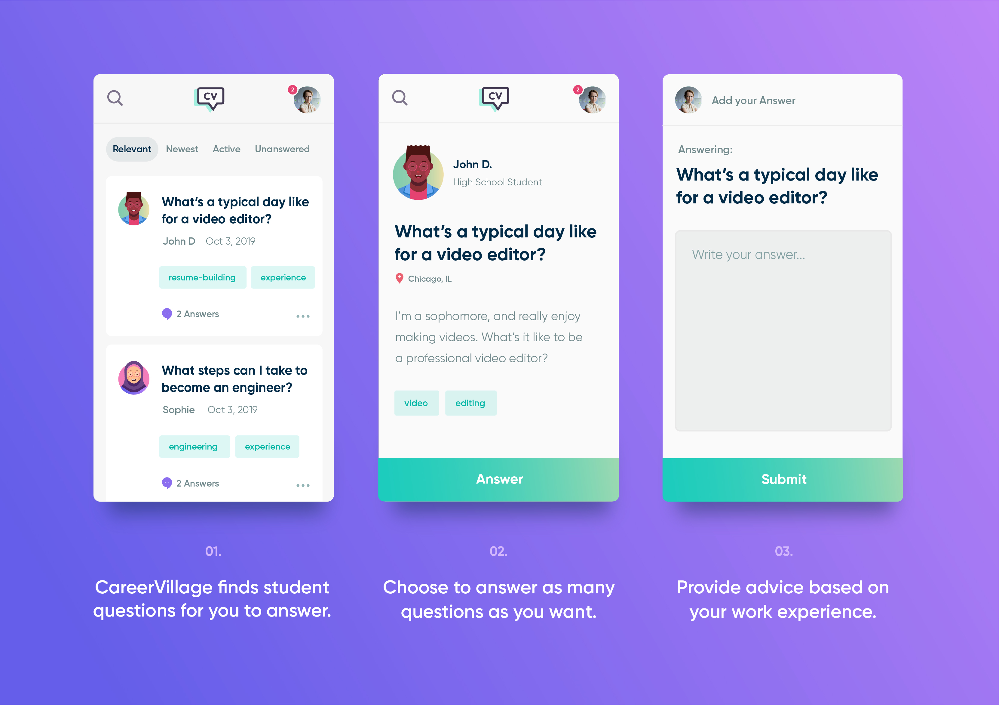 CV
2
Relevant Newest Active Unanswered
What's a typical day like
for a video editor?
John D Oct 3, 2019
resume-building experience
2 Answers
What steps can I take to
become an engineer?
Sophie Oct 3, 2019
engineering experience
2 Answers
01.
CareerVillage finds student
questions for you to answer.
CV
2
John D.
High School Student
What's a typical day like
for a video editor?
Chicago, IL
I'm a sophomore, and really enjoy
making videos. What's it like to be
a professional video editor?
video editing
Answer
02.
Choose to answer as many
questions as you want.
Add your Answer
Answering:
What's a typical day like
for a video editor?
Write your answer...
Submit
03.
Provide advice based on
your work experience.